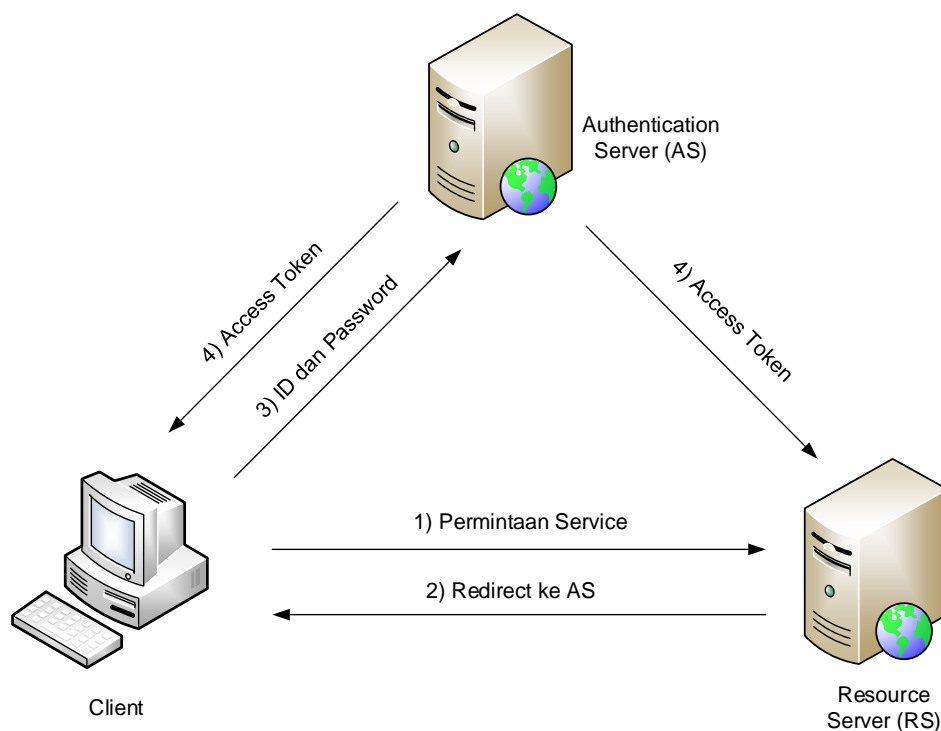 Authentication
Server (AS)
4) Access Token
3) ID dan Password
4) Access Token
1) Permintaan Service
2) Redirect ke AS
Client
Resource
Server (RS)